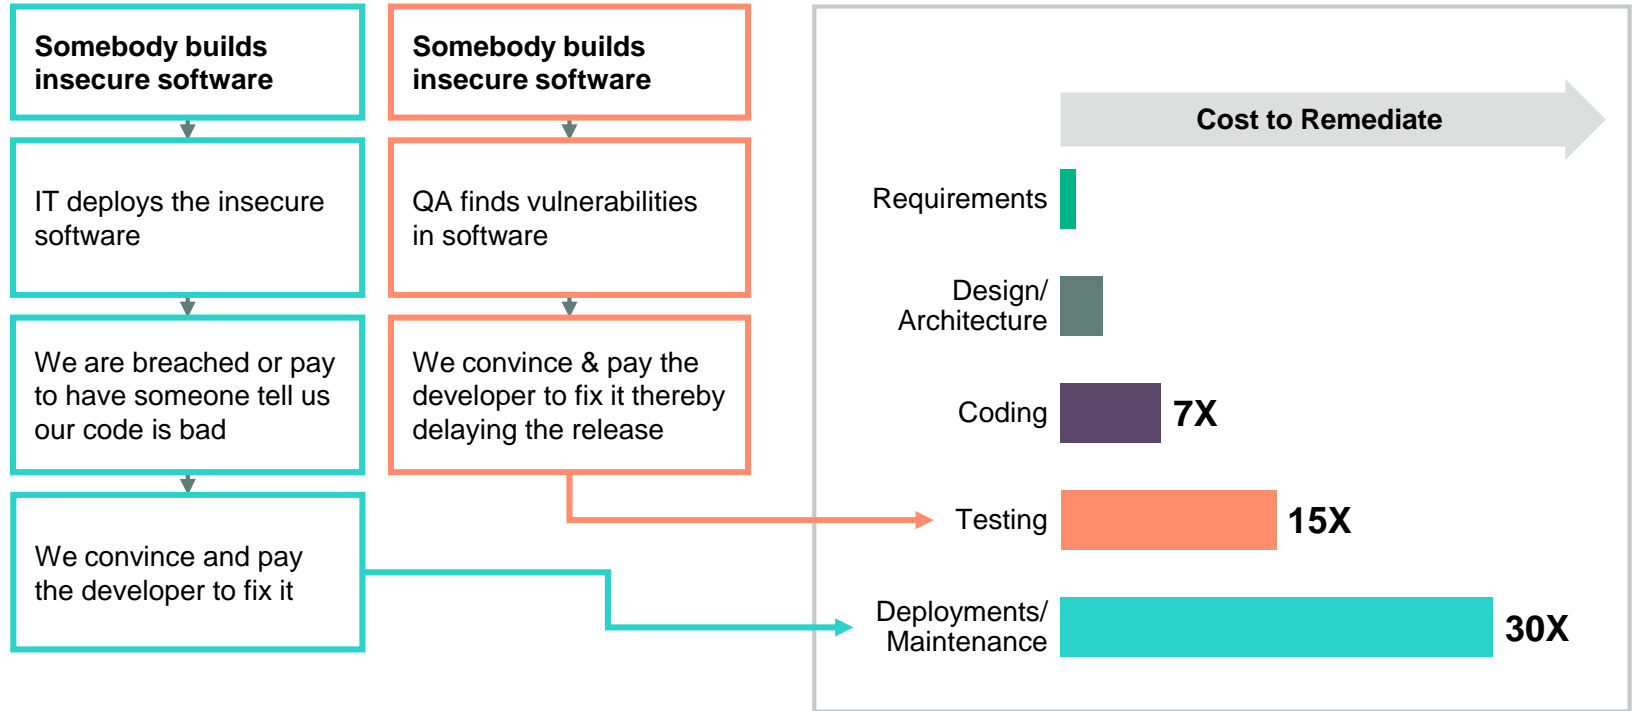 Somebody builds
insecure software
IT deploys the insecure
software
We are breached or pay
to have someone tell us
our code is bad
We convince and pay
the developer to fix it
Somebody builds
insecure software
QA finds vulnerabilities
in software
We convince & pay the
developer to fix it thereby
delaying the release
Cost to Remediate
Requirements
Design/
Architecture
Coding
7X
Testing
15X
Deployments/
Maintenance
30X